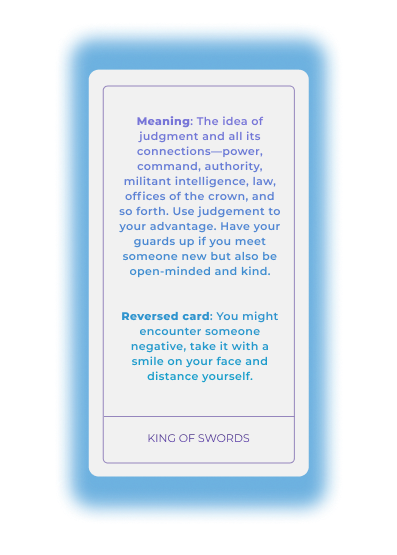 Meaning: The idea of
judgment and all its
connections—power,
command, authority,
militant intelligence, law,
offices of the crown, and
so forth. Use judgement to
your advantage. Have your
guards up if you meet
someone new but also be
open-minded and kind.
Reversed card: You might
encounter someone
negative, take it with a
smile on your face and
distance yourself.
KING OF SWORDS